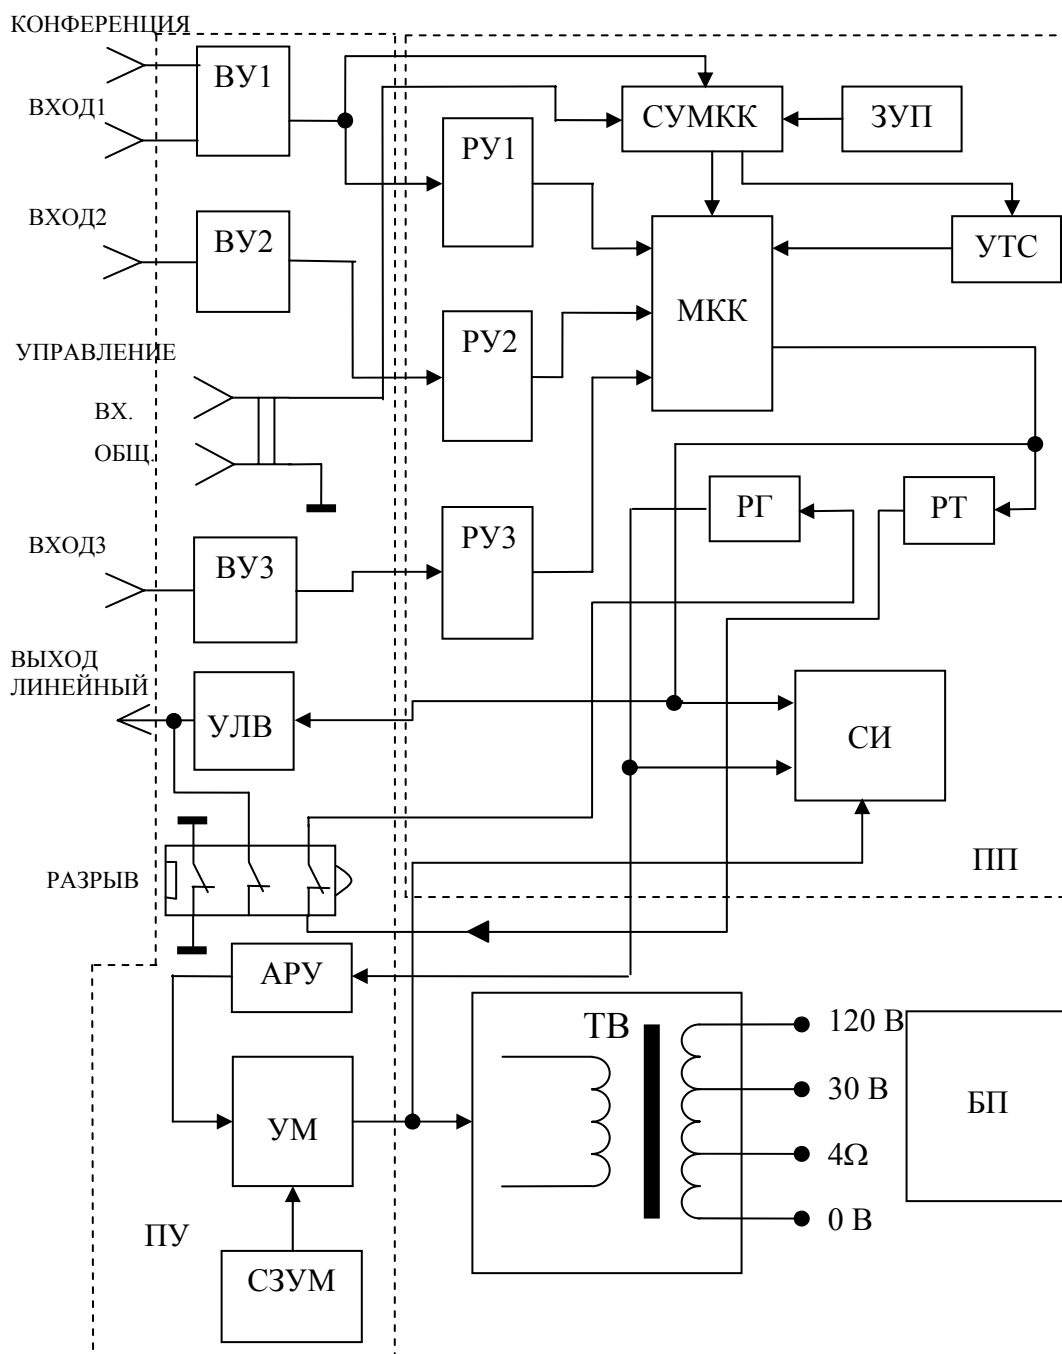 КОНФЕРЕНЦИЯ
ВУ1
ВХОД1
СУМКК
ЗУП
РУ1
ВХОД2
ВУ2
УТС
МКК
УПРАВЛЕНИЕ
РУ2
ВХ.
ОБЩ.
РГ
РТ
ВХОД3
ВУ3
РУ3
ВЫХОД
ЛИНЕЙНЫЙ
УЛВ
СИ
РАЗРЫВ
ПП
АРУ
ТВ
120 В
30 В
БП
УМ
4Ω
0 В
ПУ
СЗУМ